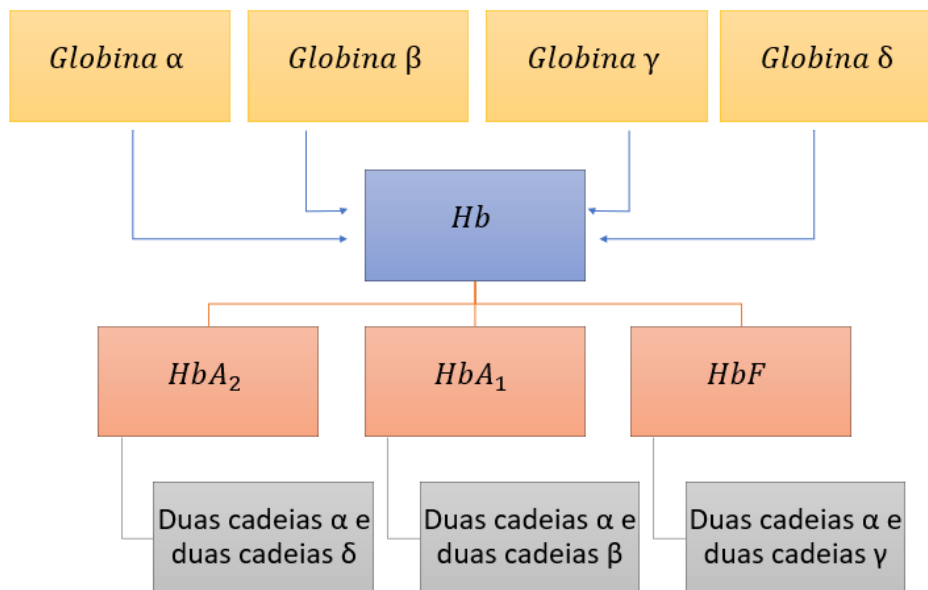 Globina α
Globina β
Globina γ
Globina δ
Hb
HbA₂
HbA₁
HbF
Duas cadeias α e
duas cadeias δ
Duas cadeias α e
duas cadeias β
Duas cadeias α e
duas cadeias γ